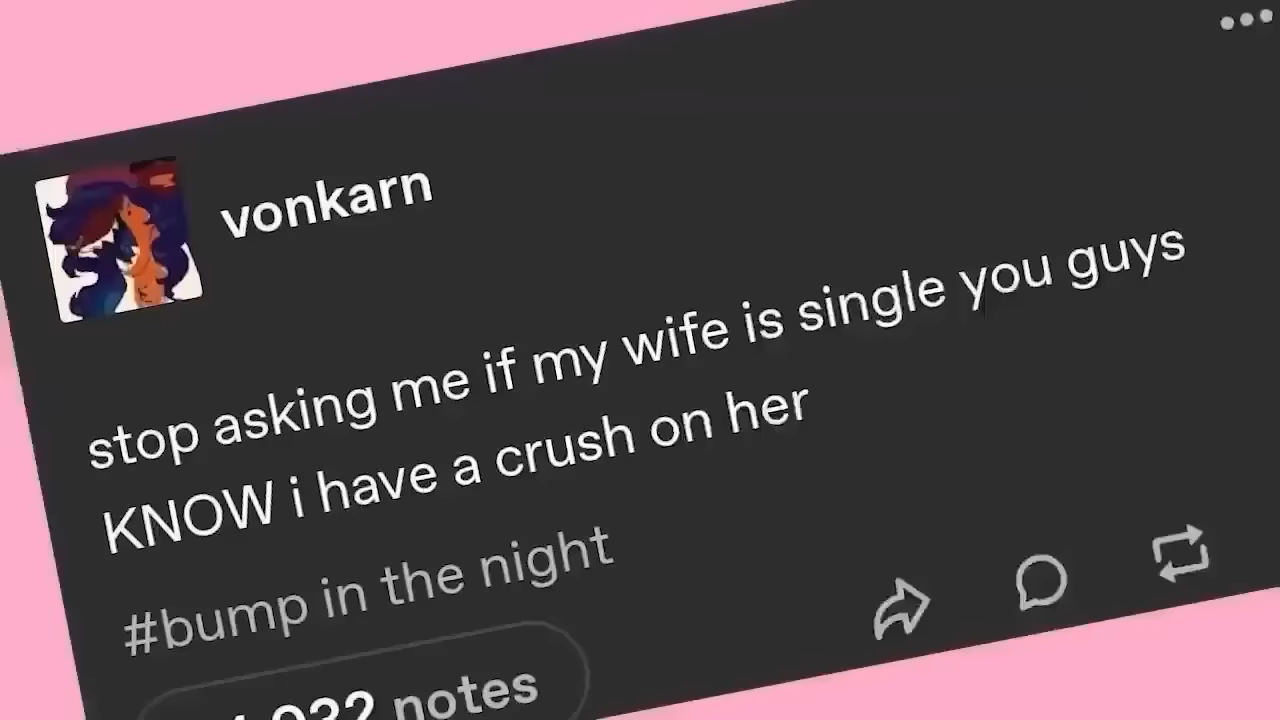 vonkarn
stop asking me if my wife is single you guys
KNOW i have a crush on her
#bump in the night
notes